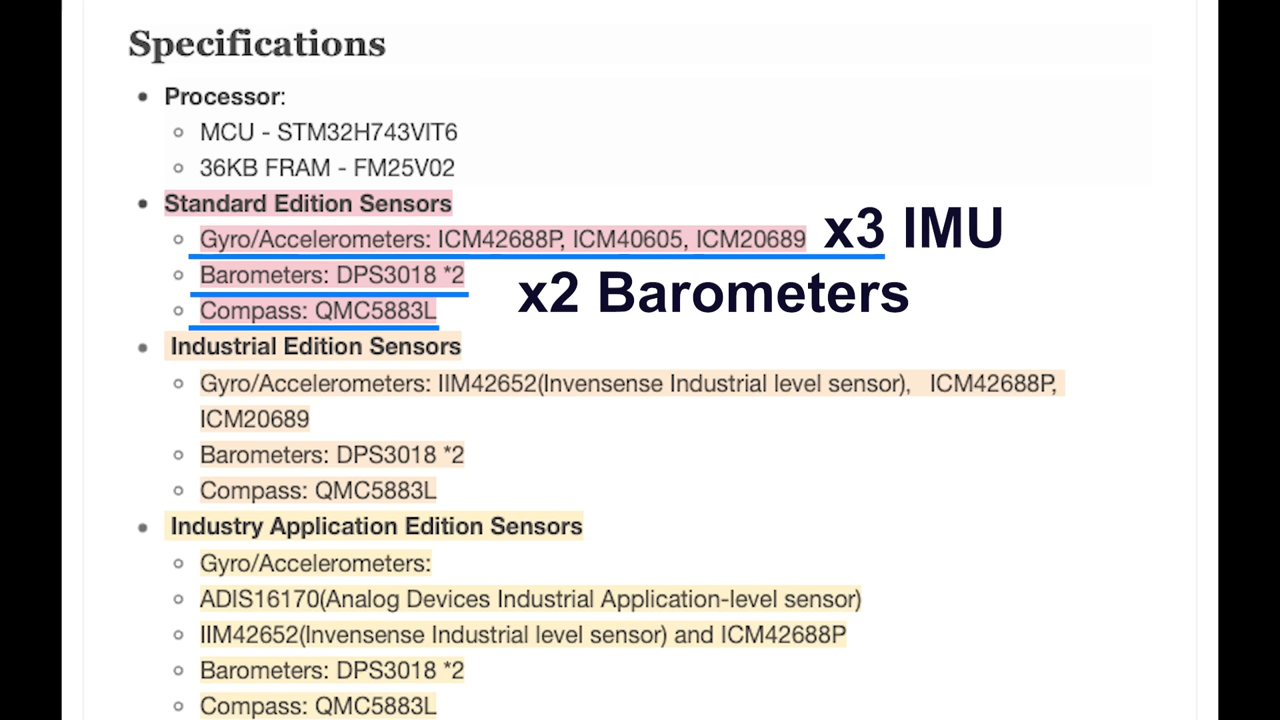 Specifications
Processor:
MCU - STM32H743VIT6
36KB FRAM - FM25V02
Standard Edition Sensors
Gyro/Accelerometers: ICM42688P, ICM40605, ICM20689 x3 IMU
Barometers: DPS3018 *2 x2 Barometers
Compass: QMC5883L
Industrial Edition Sensors
Gyro/Accelerometers: IIM42652(Invensense Industrial level sensor), ICM42688P,
ICM20689
Barometers: DPS3018 *2
Compass: QMC5883L
Industry Application Edition Sensors
Gyro/Accelerometers:
ADIS16170(Analog Devices Industrial Application-level sensor)
IIM42652(Invensense Industrial level sensor) and ICM42688P
Barometers: DPS3018 *2
Compass: QMC5883L